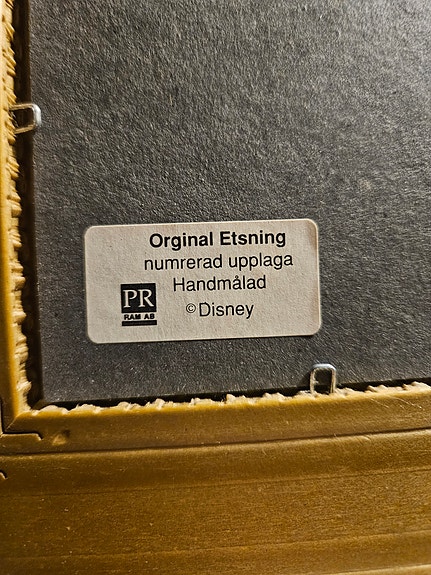 Orginal Etsning
numrerad upplaga
Handmålad
© Disney
PR
RAM AB